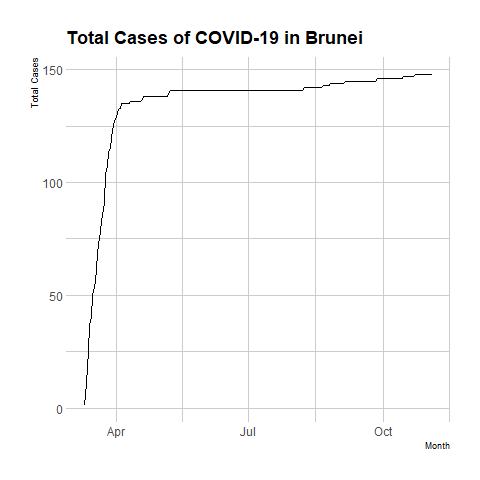 Total Cases of COVID-19 in Brunei
Total Cases
150
100
50
0
Apr
Jul
Oct
Month